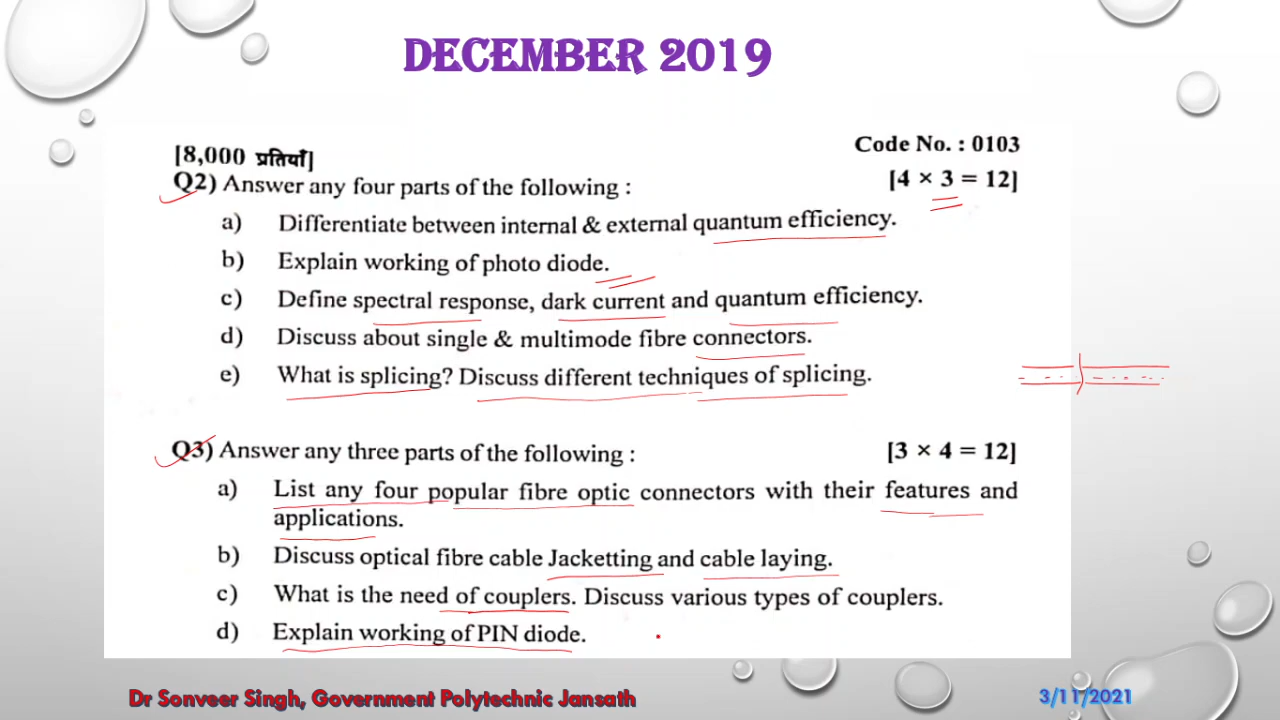 DECEMBER 2019
[8,000 प्रतियाँ]
Code No. : 0103
Q2) Answer any four parts of the following : [4 × 3 = 12]
a) Differentiate between internal & external quantum efficiency.
b) Explain working of photo diode.
c) Define spectral response, dark current and quantum efficiency.
d) Discuss about single & multimode fibre connectors.
e) What is splicing? Discuss different techniques of splicing.
Q3) Answer any three parts of the following : [3 × 4 = 12]
a) List any four popular fibre optic connectors with their features and
applications.
b) Discuss optical fibre cable Jacketting and cable laying.
c) What is the need of couplers. Discuss various types of couplers.
d) Explain working of PIN diode.
Dr Sonveer Singh, Government Polytechnic Jansath
3/11/2021